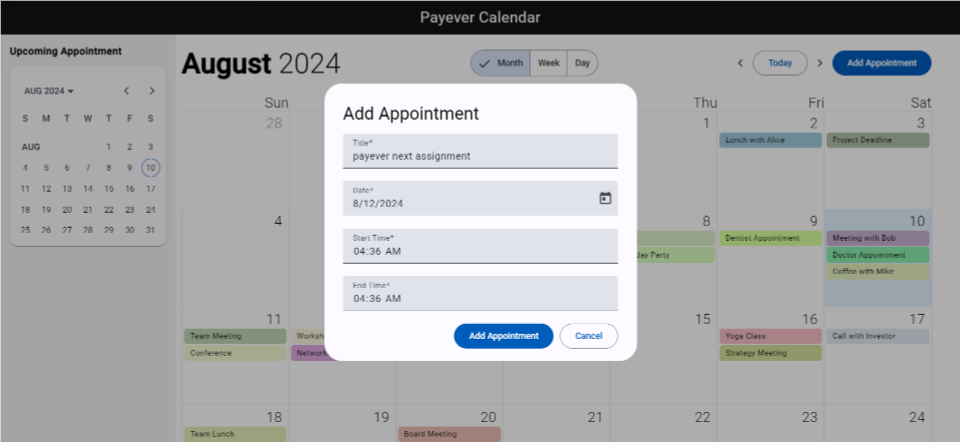 Payever Calendar
Upcoming Appointment
AUG 2024
S M T W T F S
AUG 1 2 3
4 5 6 7 8 9 10
11 12 13 14 15 16 17
18 19 20 21 22 23 24
25 26 27 28 29 30 31
August 2024
Month Week Day
Today
Add Appointment
Sun Thu Fri Sat
28 1 2 3
Lunch with Alice Project Deadline
4 8 9 10
Dentist Appointment Meeting with Bob
day Party Doctor Appointment
Coffee with Mike
11 15 16 17
Team Meeting Worksh Yoga Class Call with Investor
Conference Network Strategy Meeting
18 19 20 21 22 23 24
Team Lunch Board Meeting
Add Appointment
Title*
payever next assignment
Date*
8/12/2024
Start Time*
04:36 AM
End Time*
04:36 AM
Add Appointment Cancel